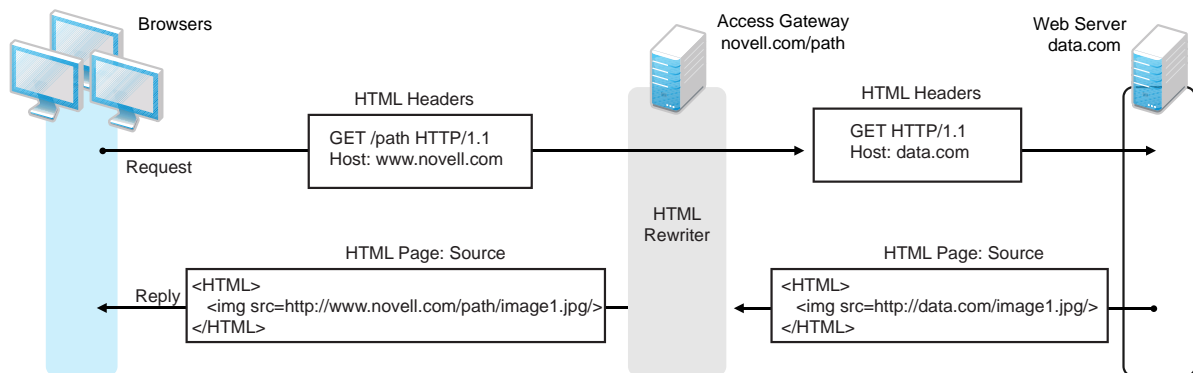 Browsers
Access Gateway
novell.com/path
Web Server
data.com
HTML Headers
GET /path HTTP/1.1
Host: www.novell.com
HTML Headers
GET HTTP/1.1
Host: data.com
Request
HTML
Rewriter
HTML Page: Source
<HTML>
<img src=http://www.novell.com/path/image1.jpg/>
</HTML>
Reply
HTML Page: Source
<HTML>
<img src=http://data.com/image1.jpg/>
</HTML>